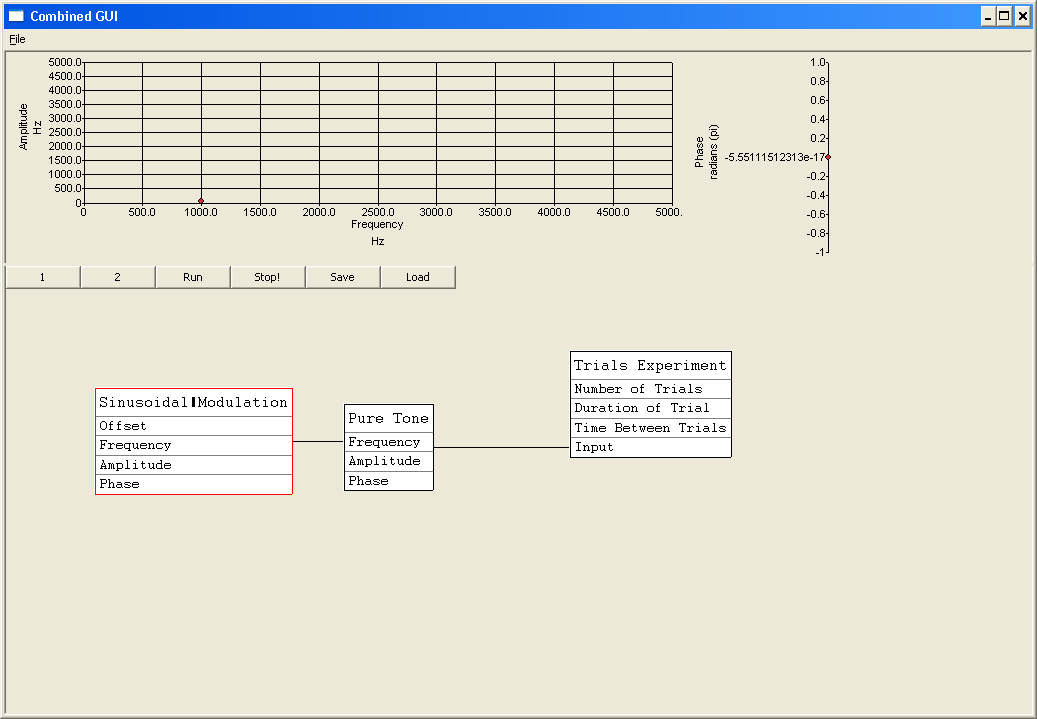 Combined GUI
File
5000.0
4500.0
4000.0
3500.0
3000.0
2500.0
2000.0
1500.0
1000.0
500.0
0
Amplitude
Hz
0 500.0 1000.0 1500.0 2000.0 2500.0 3000.0 3500.0 4000.0 4500.0 5000.
Frequency
Hz
Phase
radians (pi)
1.0
0.8
0.6
0.4
0.2
-5.55111512313e-17
-0.2
-0.4
-0.6
-0.8
-1
1 2 Run Stop! Save Load
Sinusoidal Modulation
Offset
Frequency
Amplitude
Phase
Pure Tone
Frequency
Amplitude
Phase
Trials Experiment
Number of Trials
Duration of Trial
Time Between Trials
Input